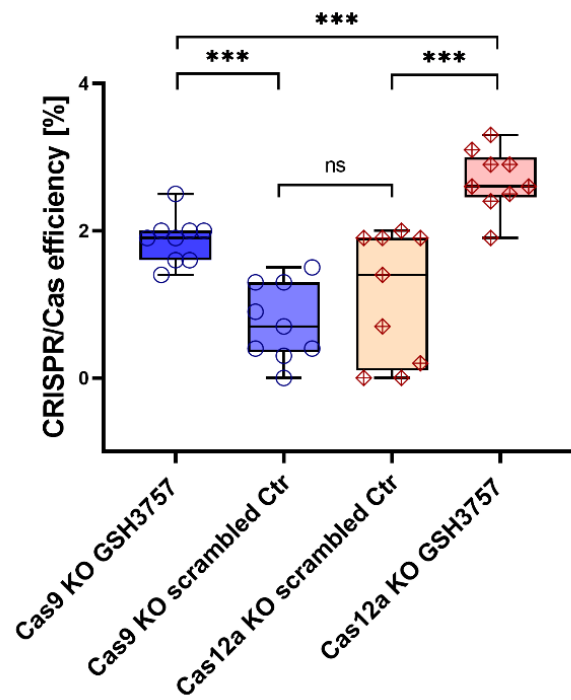 ***
*** ***
CRISPR/Cas efficiency [%]
4
2
0
ns
Cas9 KO GSH3757
Cas9 KO scrambled Ctr
Cas12a KO scrambled Ctr
Cas12a KO GSH3757